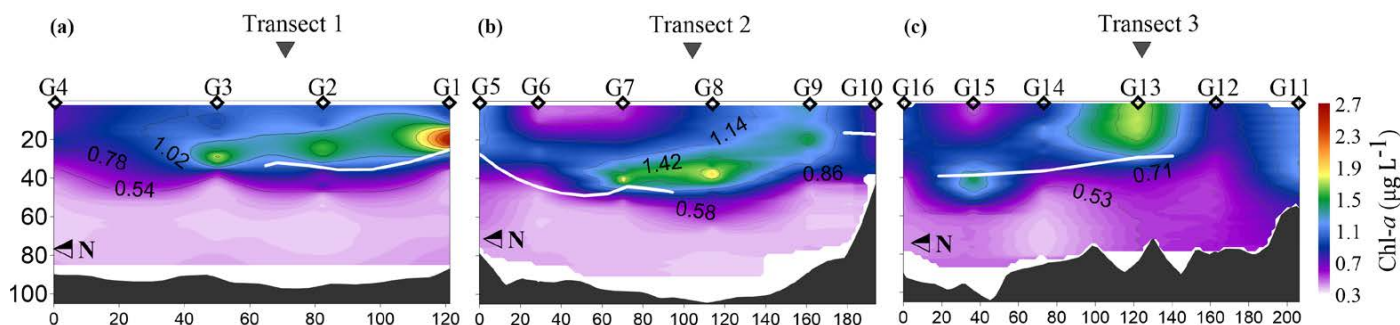 (a) Transect 1
G4 G3 G2 G1
20
40
60
80
100
0.78
1.02
0.54
N
0 20 40 60 80 100 120
(b) Transect 2
G5 G6 G7 G8 G9 G10
1.14
1.42
0.86
0.58
N
0 20 40 60 80 100 120 140 160 180
(c) Transect 3
G16 G15 G14 G13 G12 G11
0.71
0.53
N
0 20 40 60 80 100 120 140 160 180 200
2.7
2.3
1.9
1.5
1.1
0.7
0.3
Chl-a (µg L⁻¹)